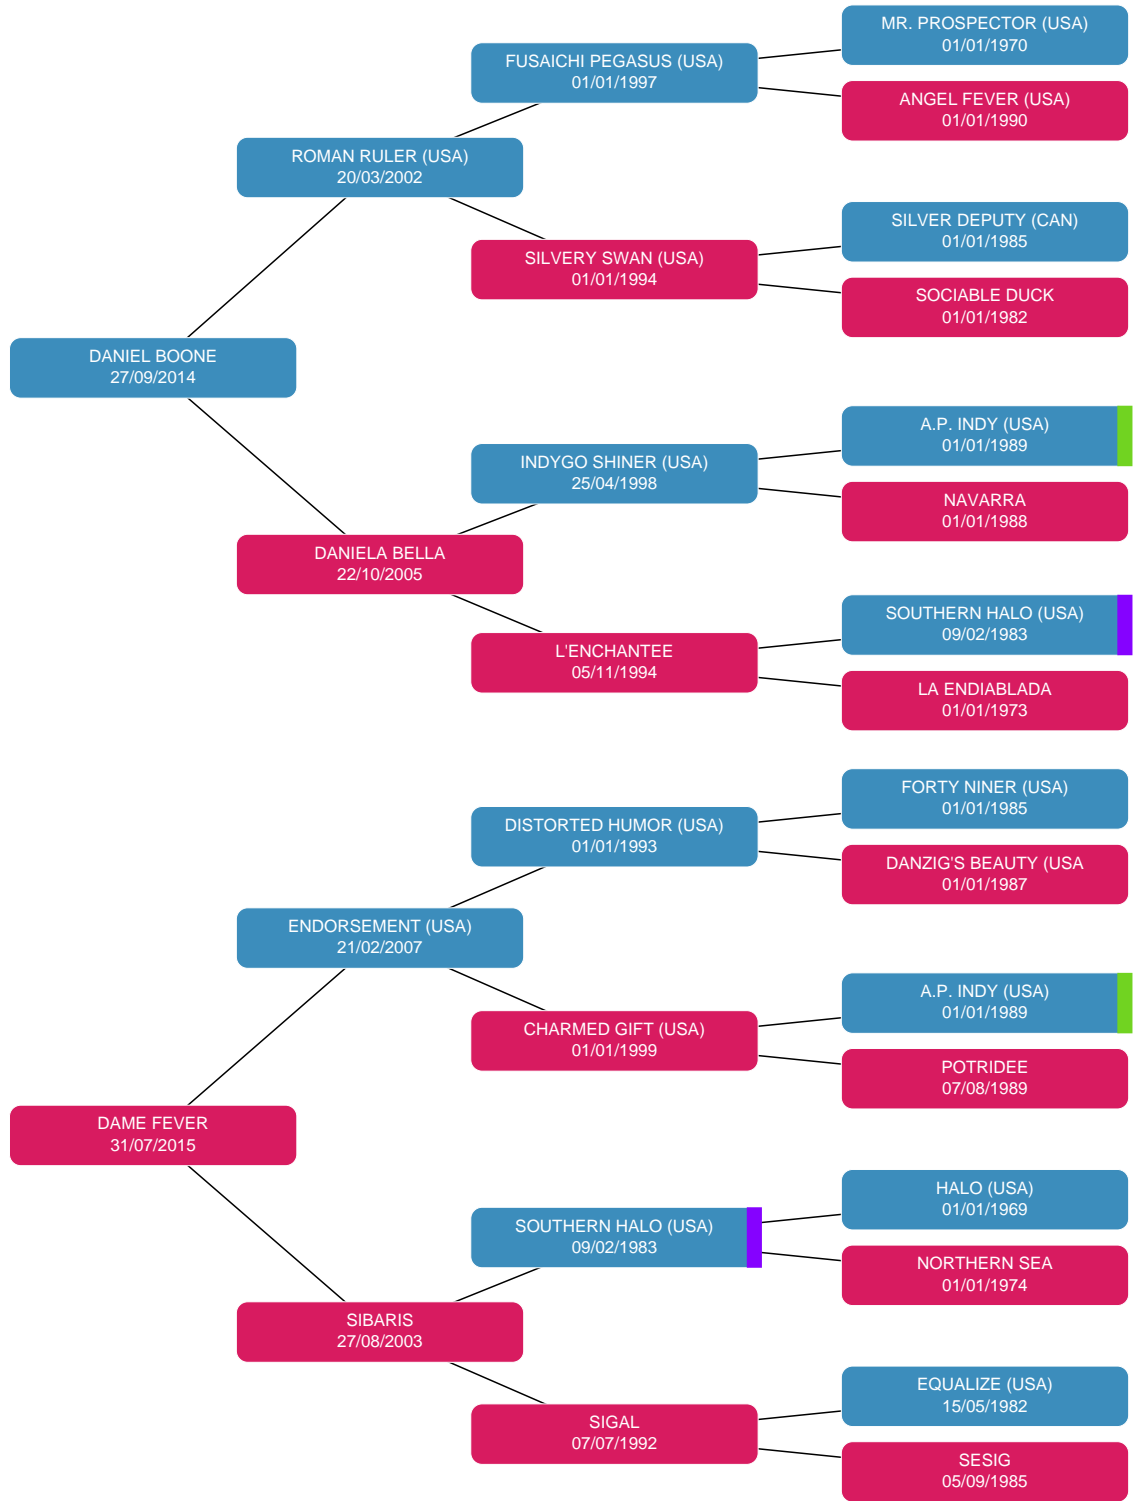 MR. PROSPECTOR (USA)
01/01/1970
FUSAICHI PEGASUS (USA)
01/01/1997
ANGEL FEVER (USA)
01/01/1990
ROMAN RULER (USA)
20/03/2002
SILVER DEPUTY (CAN)
01/01/1985
SILVERY SWAN (USA)
01/01/1994
SOCIABLE DUCK
01/01/1982
DANIEL BOONE
27/09/2014
A.P. INDY (USA)
01/01/1989
INDYGO SHINER (USA)
25/04/1998
NAVARRA
01/01/1988
DANIELA BELLA
22/10/2005
SOUTHERN HALO (USA)
09/02/1983
L'ENCHANTEE
05/11/1994
LA ENDIABLADA
01/01/1973
FORTY NINER (USA)
01/01/1985
DISTORTED HUMOR (USA)
01/01/1993
DANZIG'S BEAUTY (USA
01/01/1987
ENDORSEMENT (USA)
21/02/2007
A.P. INDY (USA)
01/01/1989
CHARMED GIFT (USA)
01/01/1999
POTRIDEE
07/08/1989
DAME FEVER
31/07/2015
HALO (USA)
01/01/1969
SOUTHERN HALO (USA)
09/02/1983
NORTHERN SEA
01/01/1974
SIBARIS
27/08/2003
EQUALIZE (USA)
15/05/1982
SIGAL
07/07/1992
SESIG
05/09/1985